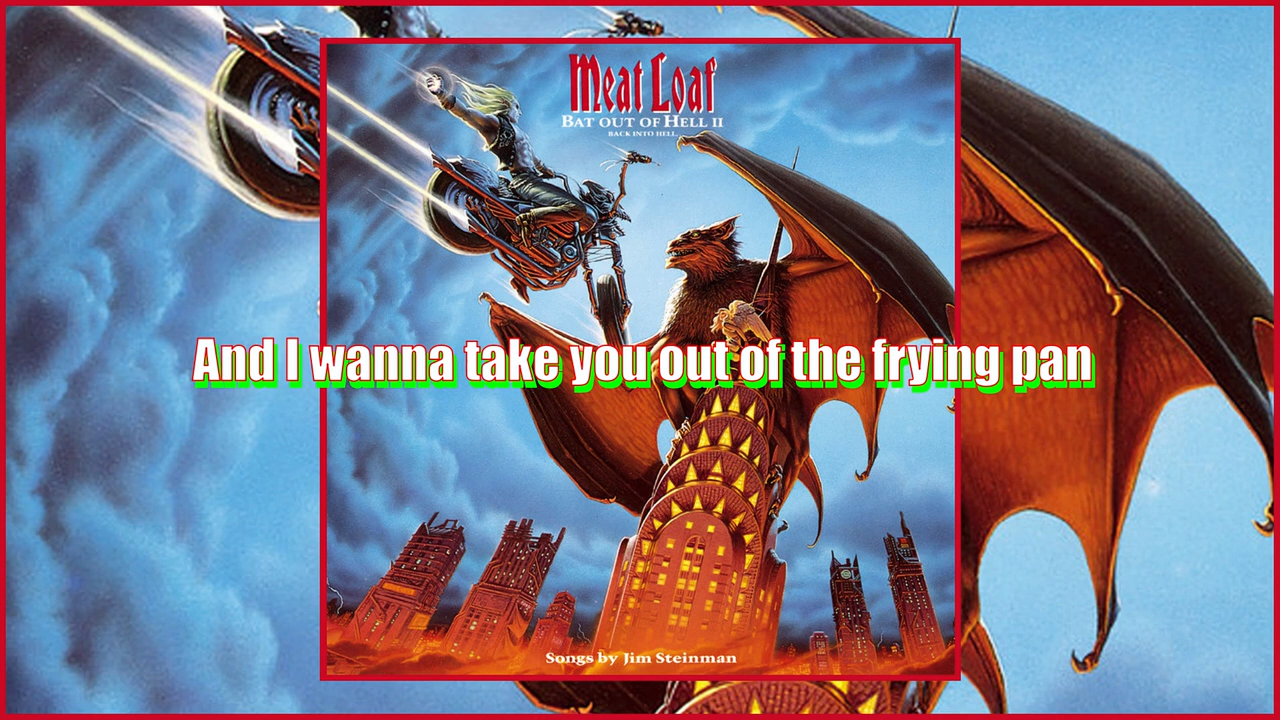 Meat Loaf
BAT OUT OF HELL II
BACK INTO HELL...
And I wanna take you out of the frying pan
Songs by Jim Steinman